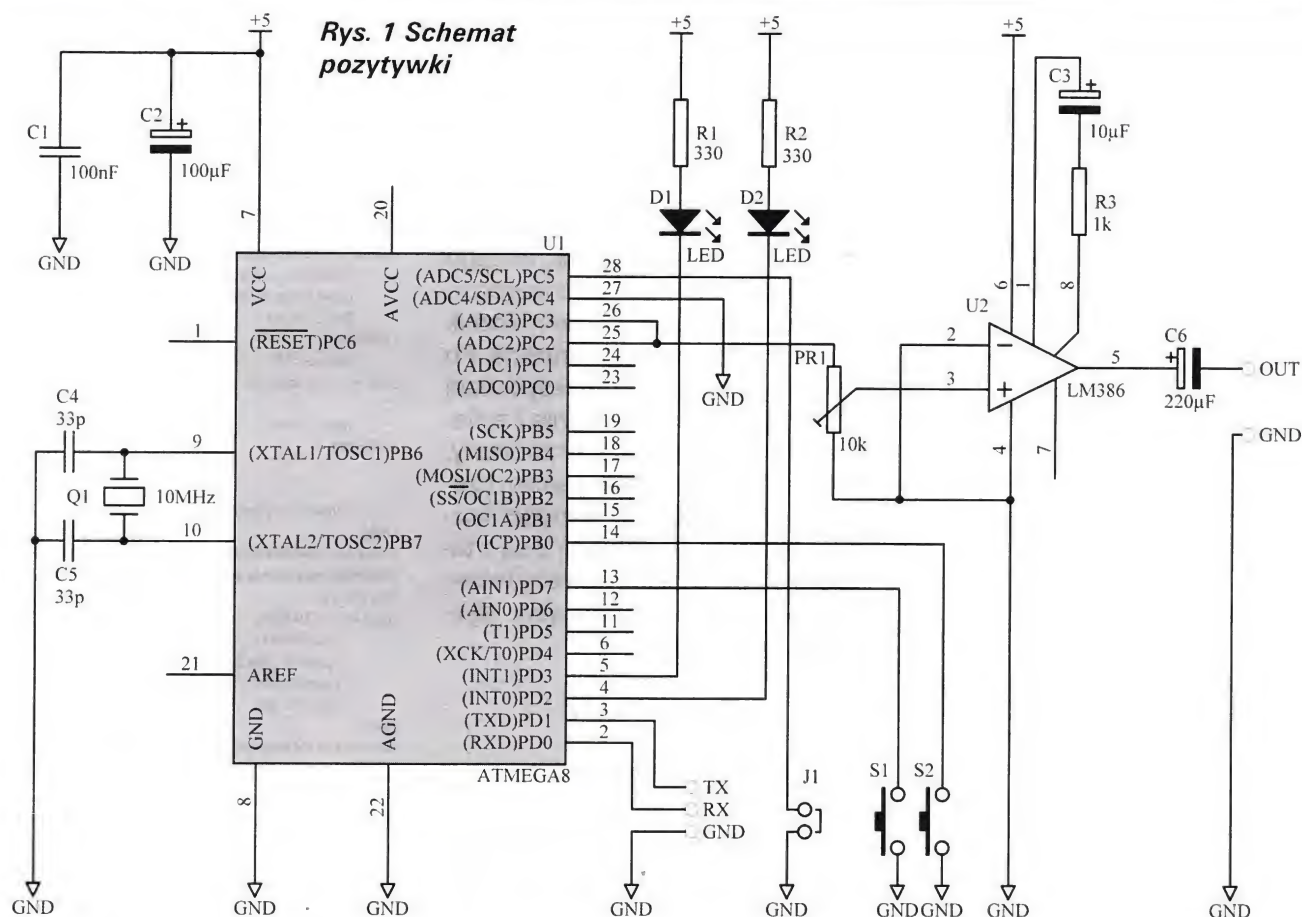 Rys. 1 Schemat
pozytywki
+5
+5
+5
+5
C1
100nF
C2
+
100µF
GND
GND
7
20
U1
VCC
AVCC
1
(RESET)PC6
C4
33p
9
(XTAL1/TOSC1)PB6
Q1
10MHz
10
(XTAL2/TOSC2)PB7
C5
33p
21
AREF
GND
AGND
8
22
GND
GND
GND
(ADC5/SCL)PC5
28
(ADC4/SDA)PC4
27
(ADC3)PC3
26
(ADC2)PC2
25
(ADC1)PC1
24
(ADC0)PC0
23
(SCK)PB5
19
(MISO)PB4
18
(MOSI/OC2)PB3
17
(SS/OC1B)PB2
16
(OC1A)PB1
15
(ICP)PB0
14
(AIN1)PD7
13
(AIN0)PD6
12
(T1)PD5
11
(XCK/T0)PD4
6
(INT1)PD3
5
(INT0)PD2
4
(TXD)PD1
3
(RXD)PD0
2
ATMEGA8
R1
330
R2
330
D1
LED
D2
LED
GND
TX
RX
GND
GND
J1
GND
S1
GND
S2
GND
PR1
10k
U2
2
−
3
+
6
1
8
5
LM386
4
7
GND
C3
+
10µF
R3
1k
C6
+
220µF
OUT
GND
GND